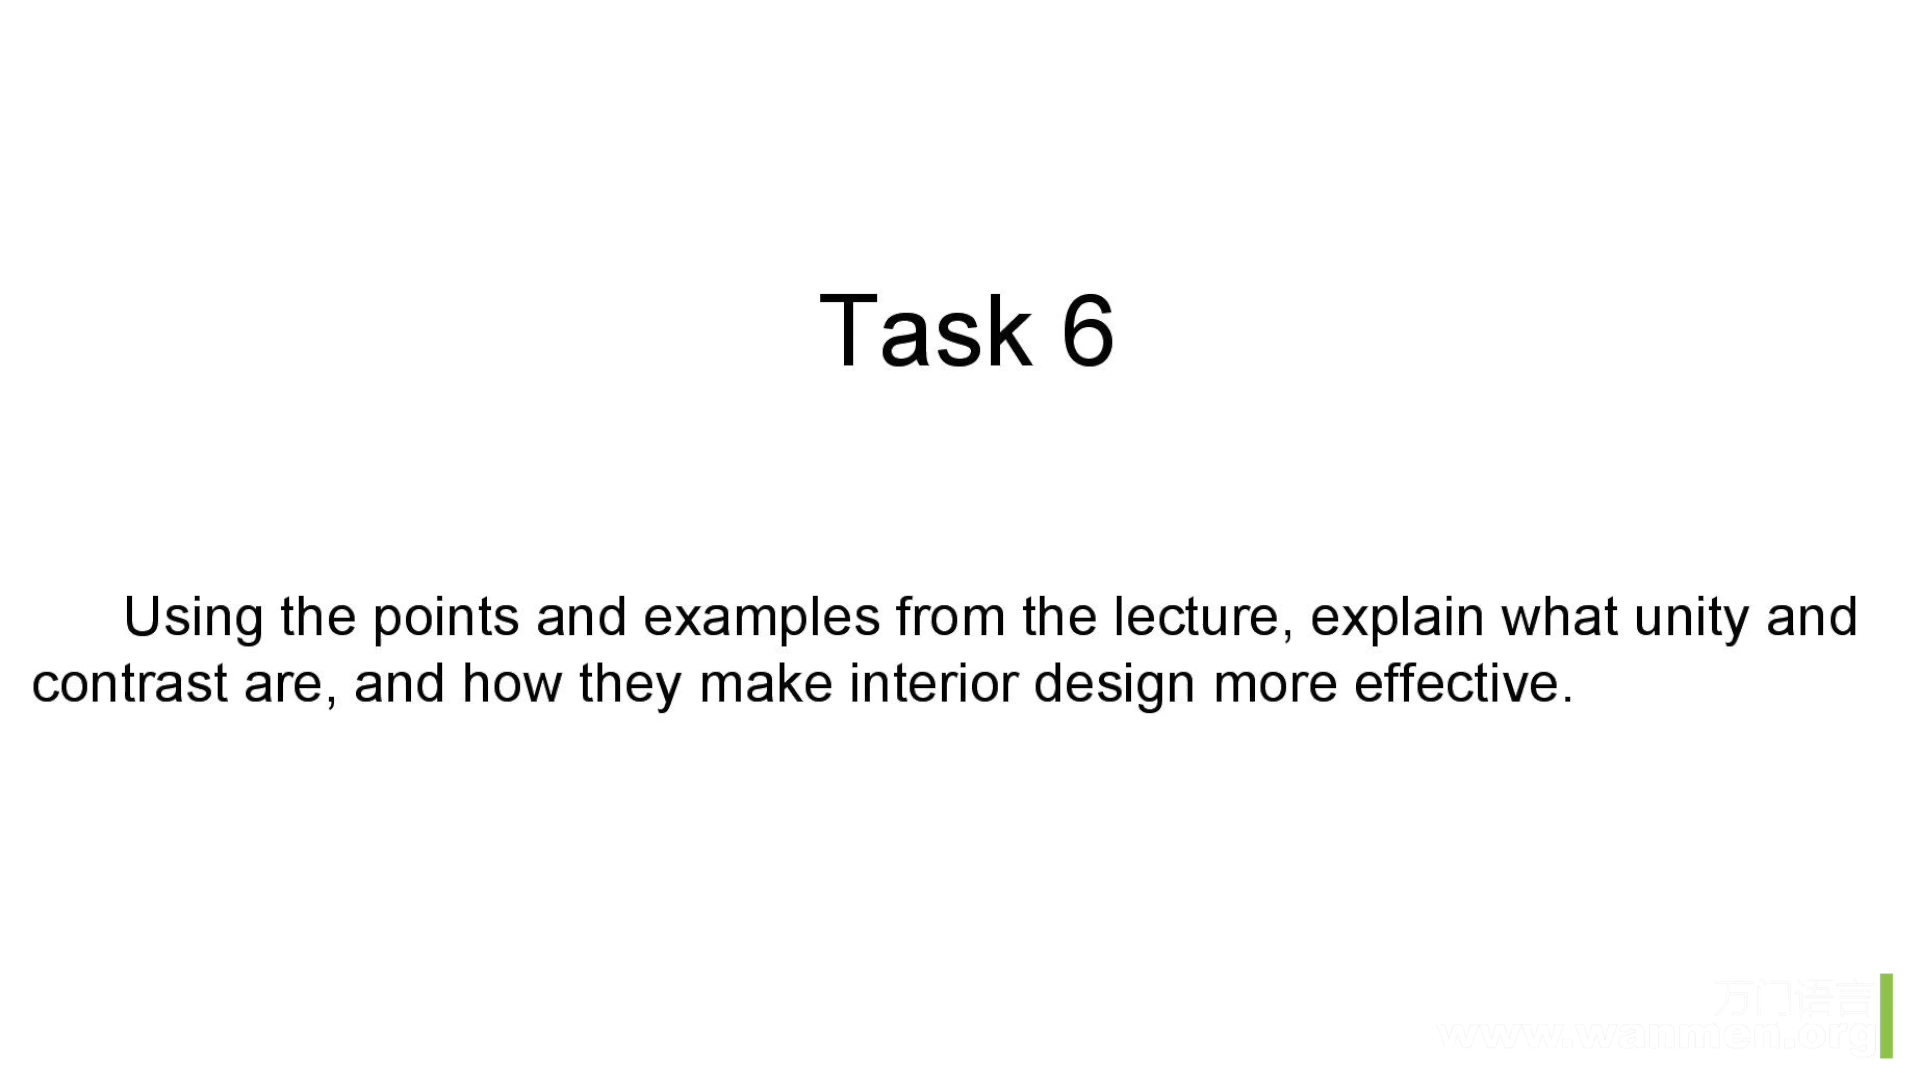 Task 6
Using the points and examples from the lecture, explain what unity and
contrast are, and how they make interior design more effective.
万门语言
www.wanmen.org